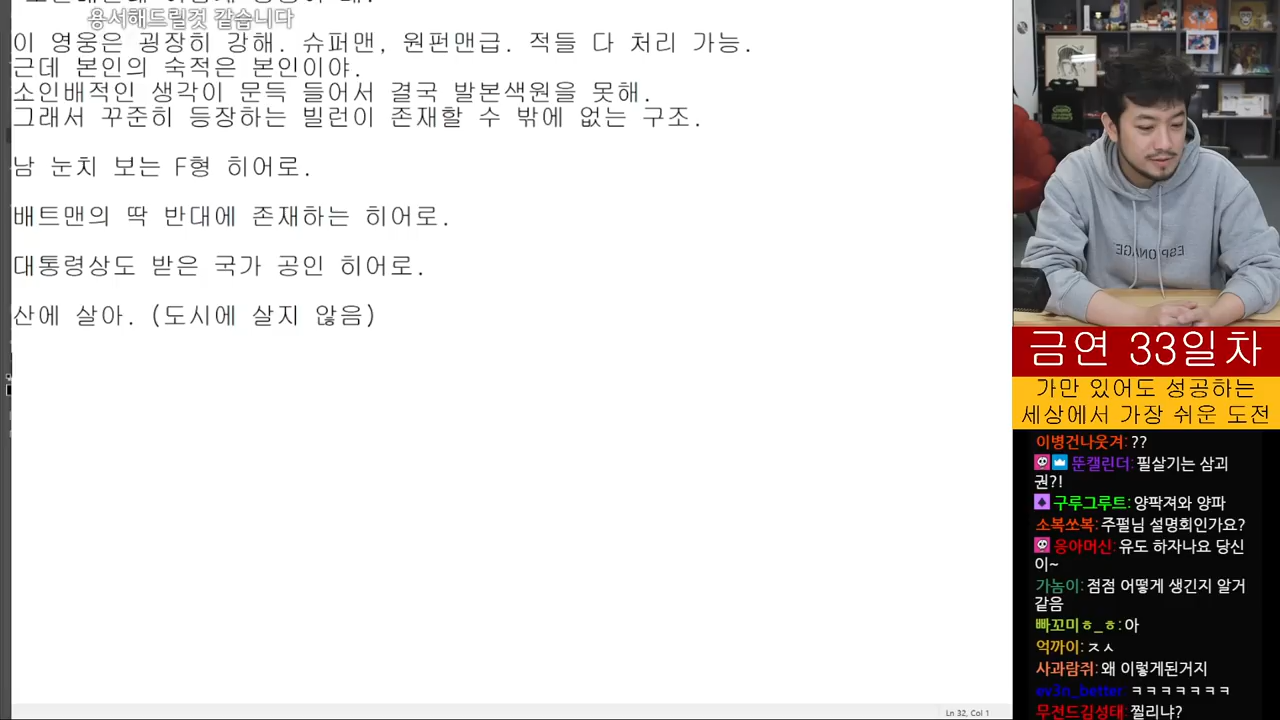 용서해드릴것 같습니다
이 영웅은 굉장히 강해. 슈퍼맨, 원펀맨급. 적들 다 처리 가능.
근데 본인의 숙적은 본인이야.
소인배적인 생각이 문득 들어서 결국 발본색원을 못해.
그래서 꾸준히 등장하는 빌런이 존재할 수 밖에 없는 구조.
남 눈치 보는 F형 히어로.
배트맨의 딱 반대에 존재하는 히어로.
대통령상도 받은 국가 공인 히어로.
산에 살아. (도시에 살지 않음)
Ln 32, Col 1
ESPIONAGE
금연 33일차
가만 있어도 성공하는
세상에서 가장 쉬운 도전
이병건나웃겨: ??
뚠캘린더: 필살기는 삼괴
권?!
구루그루트: 양팍져와 양파
소복쏘복: 주펄님 설명회인가요?
옹아머신: 유도 하자나요 당신
이~
가놈이: 점점 어떻게 생긴지 알거
같음
빠꼬미ㅎ_ㅎ: 아
억까이: ㅈㅅ
사과람쥐: 왜 이렇게된거지
ev3n_better: ㅋㅋㅋㅋㅋㅋㅋ
무전드김성태: 찔리냐?